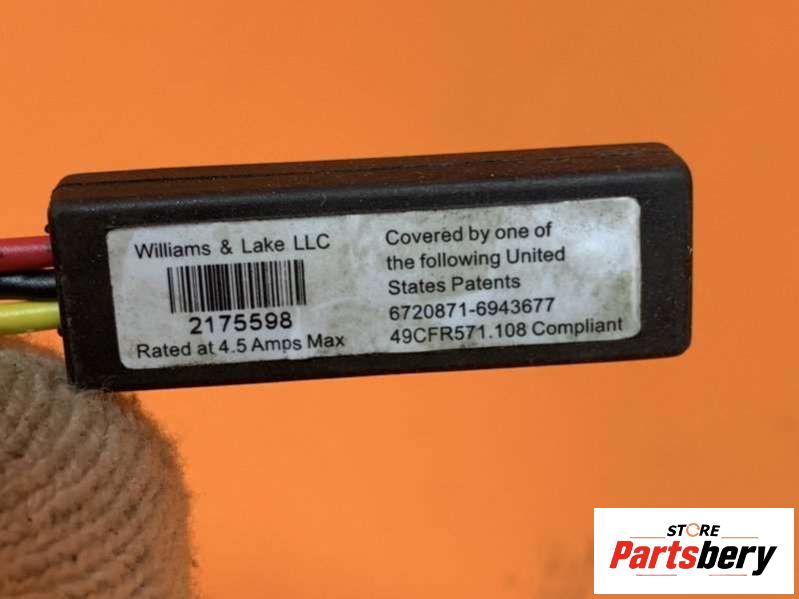 Williams & Lake LLC
2175598
Rated at 4.5 Amps Max
Covered by one of
the following United
States Patents
6720871-6943677
49CFR571.108 Compliant
STORE
Partsbery